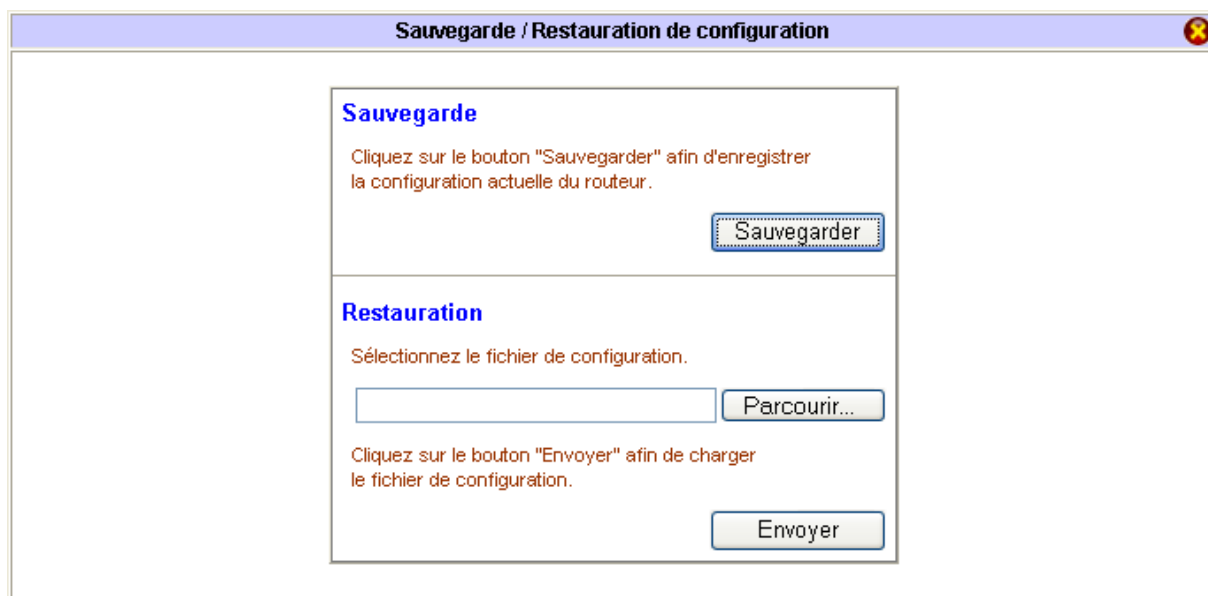 Sauvegarde / Restauration de configuration
Sauvegarde
Cliquez sur le bouton "Sauvegarder" afin d'enregistrer
la configuration actuelle du routeur.
Sauvegarder
Restauration
Sélectionnez le fichier de configuration.
Parcourir...
Cliquez sur le bouton "Envoyer" afin de charger
le fichier de configuration.
Envoyer